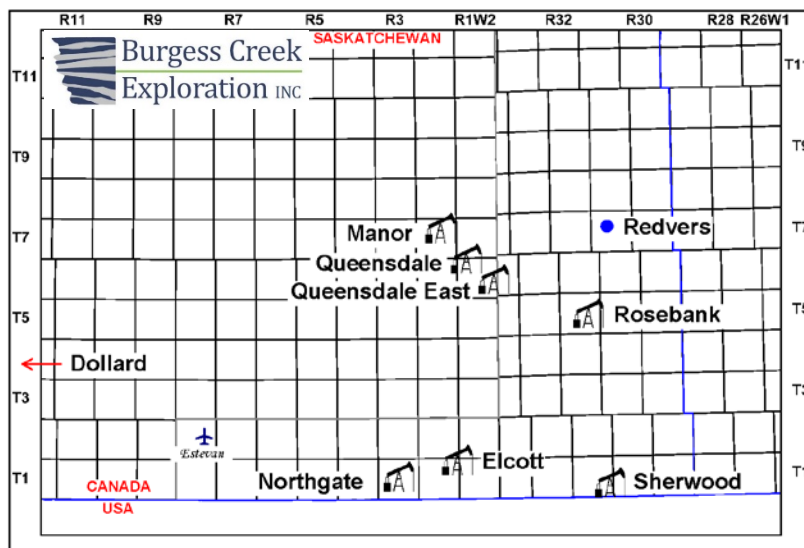 R11 R9 R7 R5 R3 R1W2 R32 R30 R28 R26W1
SASKATCHEWAN
Burgess Creek
Exploration INC
T11 T11
T9 T9
T7 Manor Redvers T7
Queensdale
Queensdale East
T5 Rosebank T5
Dollard
T3 T3
Estevan
Elcott
T1 Northgate Sherwood T1
CANADA
USA